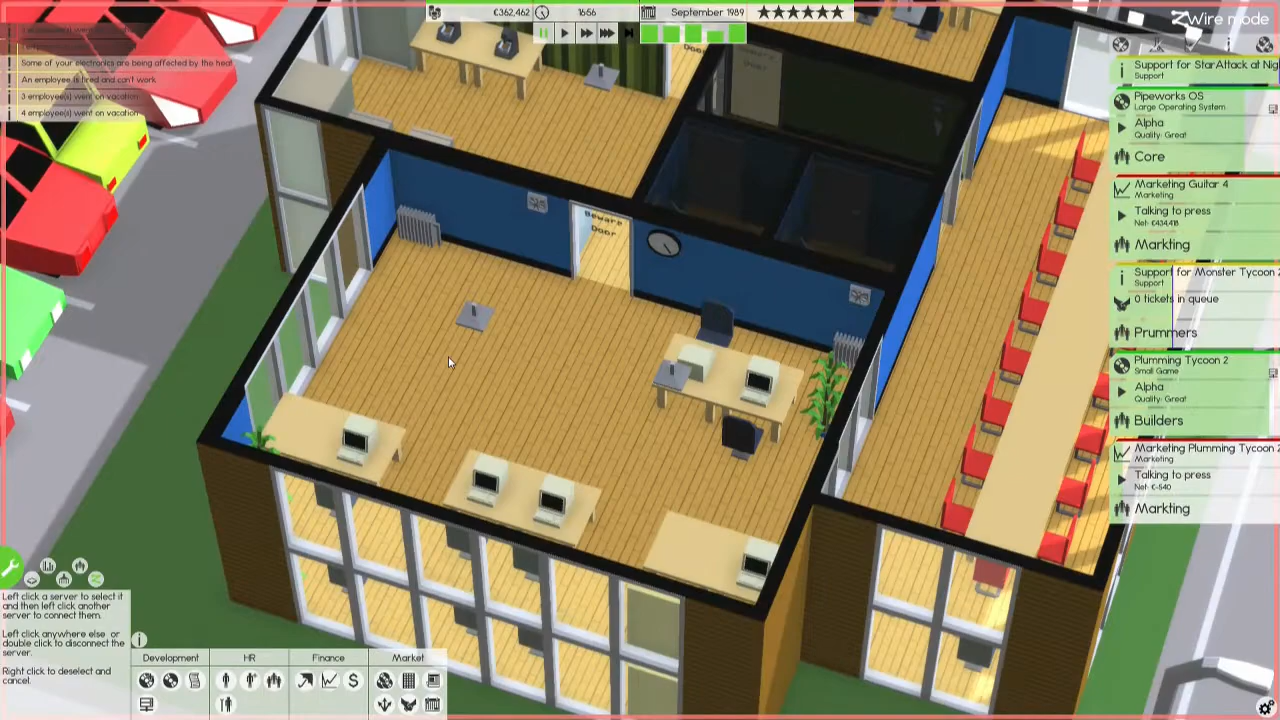 €362,462 1656 September 1989
Wire mode
Some of your electronics are being affected by the heat
An employee is fired and can't work
3 employee(s) went on vacation
4 employee(s) went on vacation
Door
Beware
Door
Support for StarAttack at Nig
Support
Pipeworks OS
Large Operating System
Alpha
Quality: Great!
Core
Marketing Guitar 4
Marketing
Talking to press
Net: €434,418
Markting
Support for Monster Tycoon 2
Support
0 tickets in queue
Prummers
Plumming Tycoon 2
Small Game
Alpha
Quality: Great!
Builders
Marketing Plumming Tycoon 2
Marketing
Talking to press
Net: €-540
Markting
Left click a server to select it
and then left click another
server to connect them.
Left click anywhere else or
double click to disconnect the
server.
Right click to deselect and
cancel.
Development HR Finance Market